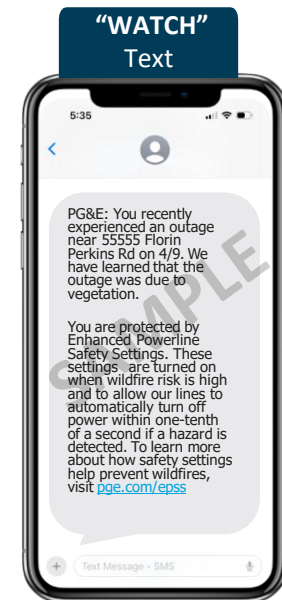 “WATCH”
Text
5:35
PG&E: You recently
experienced an outage
near 55555 Florin
Perkins Rd on 4/9. We
have learned that the
outage was due to
vegetation.
You are protected by
Enhanced Powerline
Safety Settings. These
settings are turned on
when wildfire risk is high
and to allow our lines to
automatically turn off
power within one-tenth
of a second if a hazard is
detected. To learn more
about how safety settings
help prevent wildfires,
visit pge.com/epss
SAMPLE
Text Message • SMS